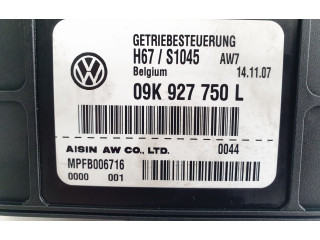 GETRIEBESTEUERUNG
H67 / S1045 AW7
Belgium 14.11.07
09K 927 750 L
AISIN AW CO., LTD. 0044
MPFB006716
0000 001